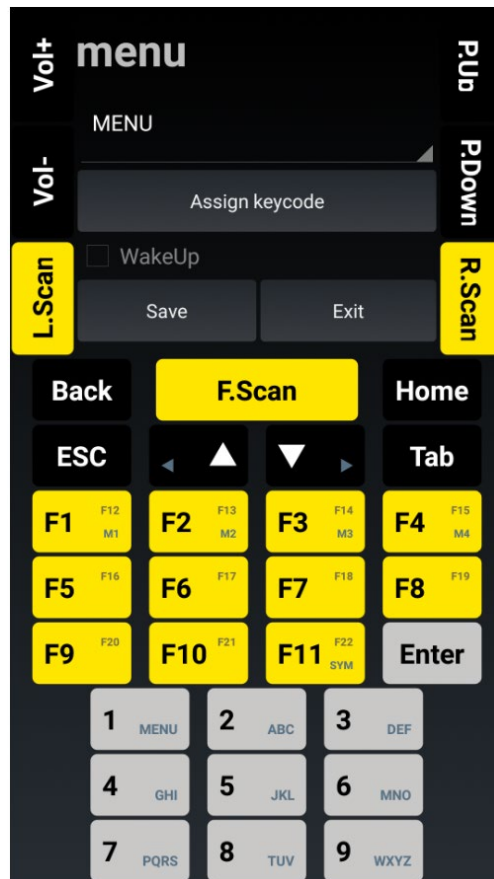 Vol+
menu
P.Up
MENU
Vol-
P.Down
Assign keycode
WakeUp
L.Scan
R.Scan
Save Exit
Back F.Scan Home
ESC Tab
F1 F12 M1 F2 F13 M2 F3 F14 M3 F4 F15 M4
F5 F16 F6 F17 F7 F18 F8 F19
F9 F20 F10 F21 F11 F22 SYM Enter
1 MENU 2 ABC 3 DEF
4 GHI 5 JKL 6 MNO
7 PQRS 8 TUV 9 WXYZ